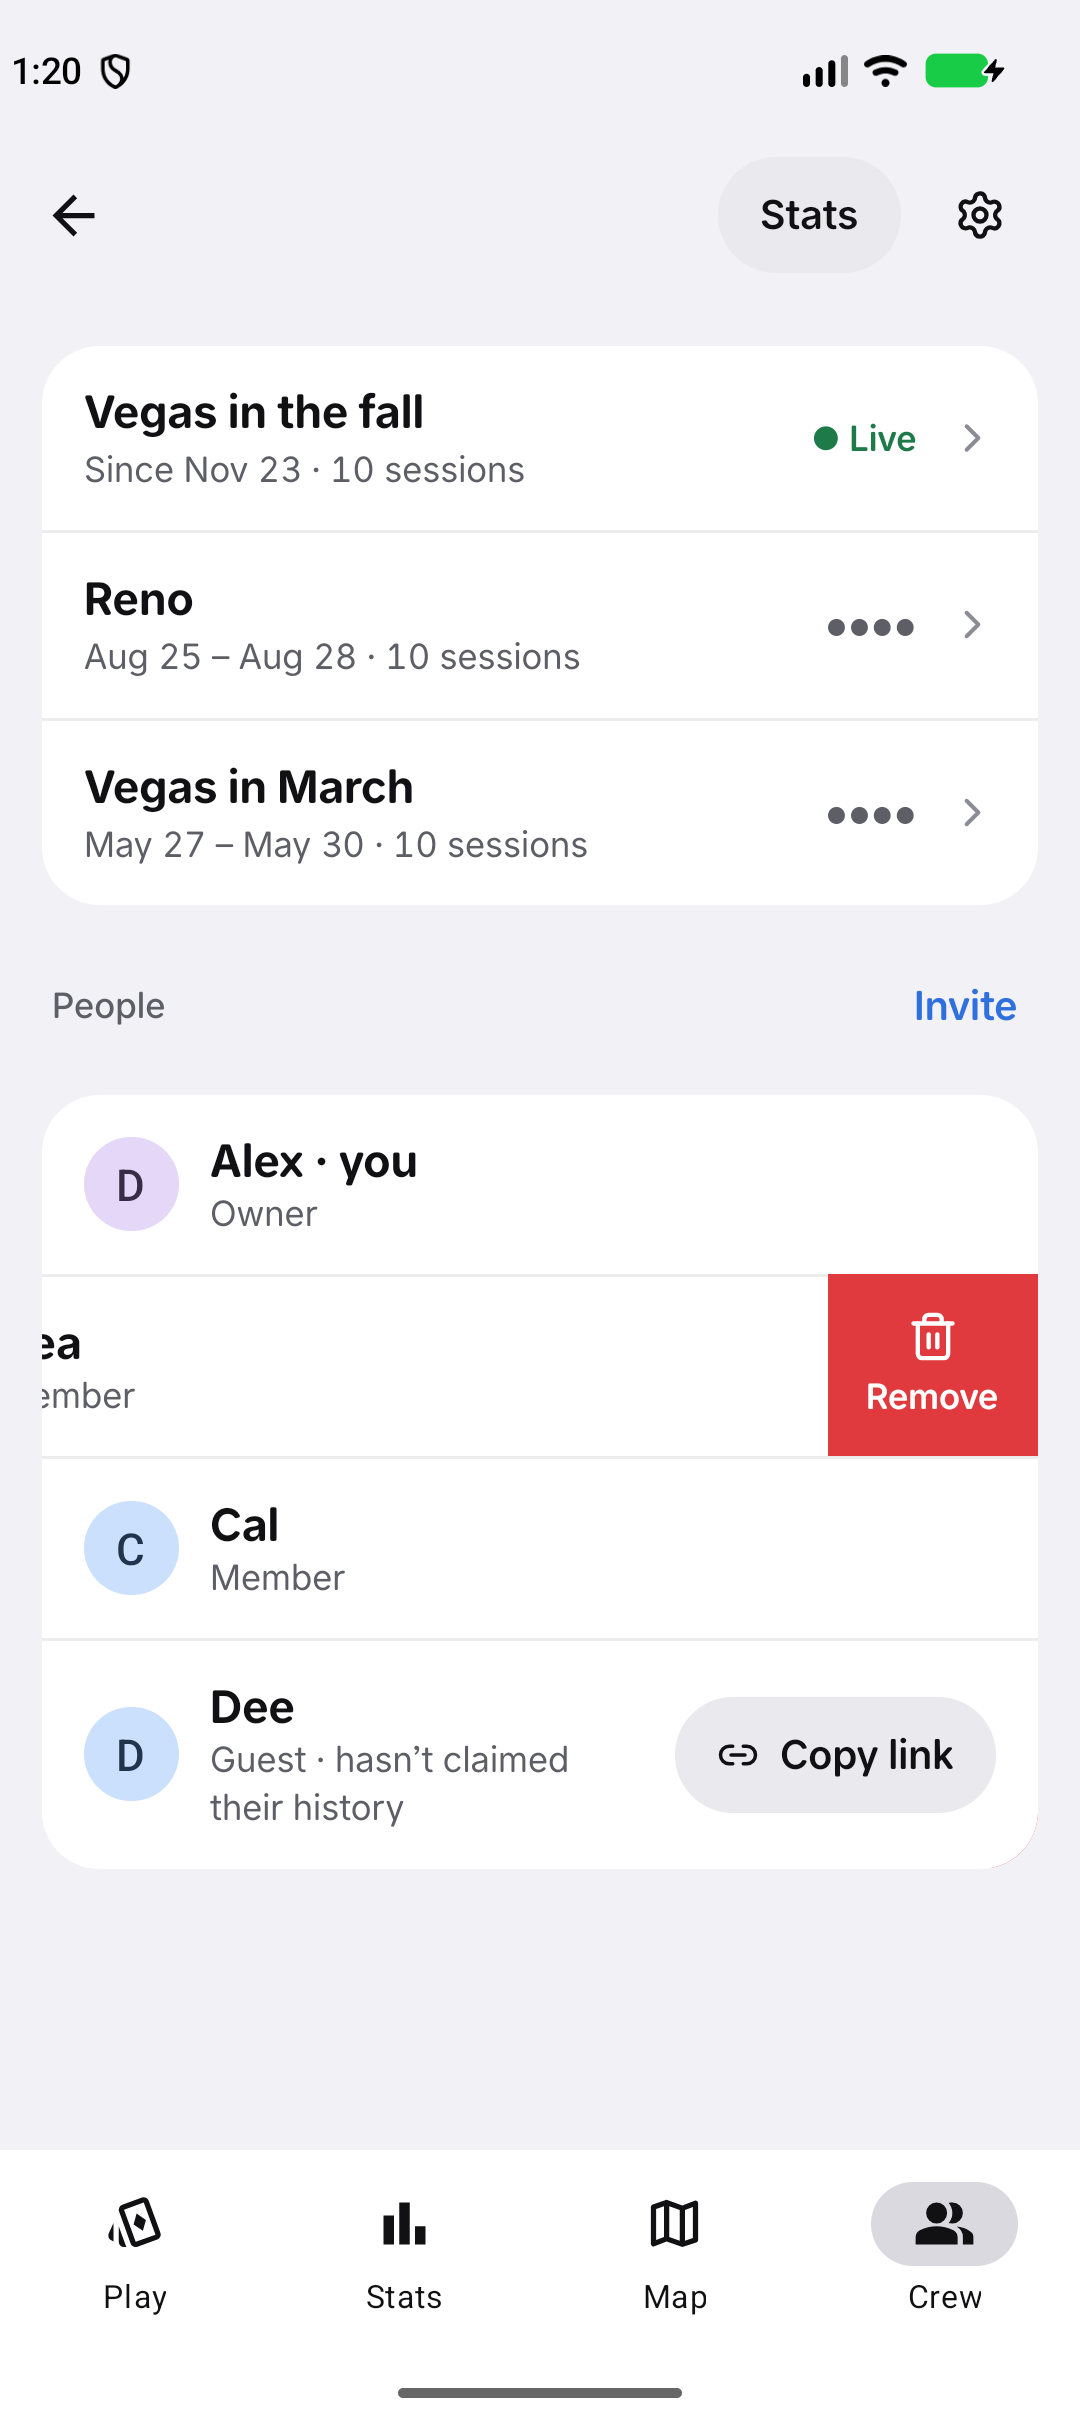 1:20
Stats
Vegas in the fall
Since Nov 23 · 10 sessions
Live
Reno
Aug 25 – Aug 28 · 10 sessions
••••
Vegas in March
May 27 – May 30 · 10 sessions
••••
People
Invite
D
Alex · you
Owner
ea
ember
Remove
C
Cal
Member
D
Dee
Guest · hasn’t claimed
their history
Copy link
Play
Stats
Map
Crew